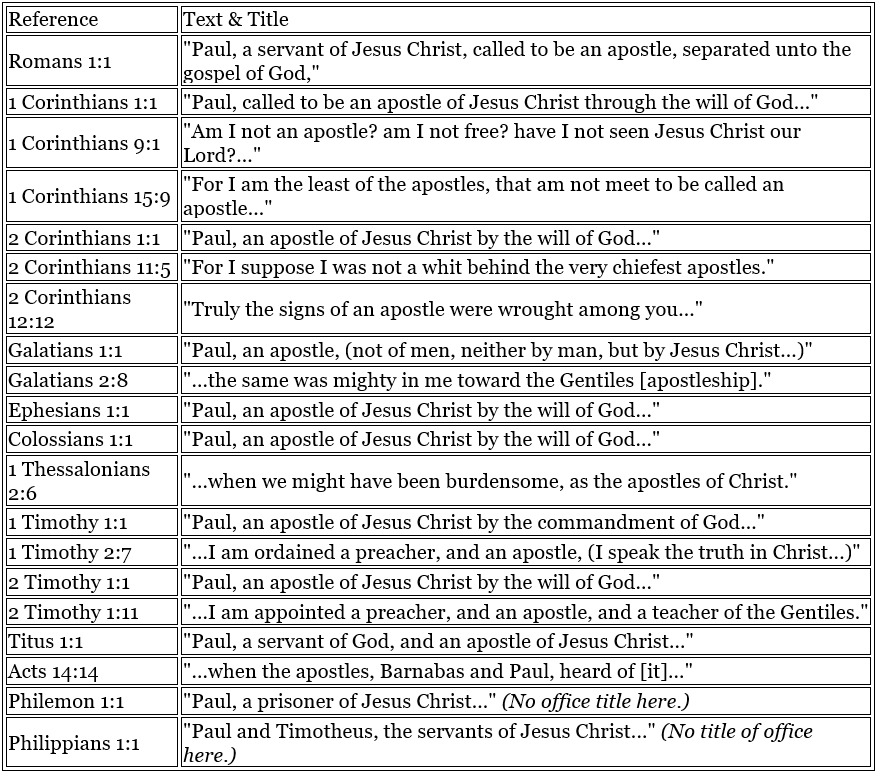 Reference Text & Title
Romans 1:1 "Paul, a servant of Jesus Christ, called to be an apostle, separated unto the
gospel of God,"
1 Corinthians 1:1 "Paul, called to be an apostle of Jesus Christ through the will of God..."
1 Corinthians 9:1 "Am I not an apostle? am I not free? have I not seen Jesus Christ our
Lord?..."
1 Corinthians 15:9 "For I am the least of the apostles, that am not meet to be called an
apostle..."
2 Corinthians 1:1 "Paul, an apostle of Jesus Christ by the will of God..."
2 Corinthians 11:5 "For I suppose I was not a whit behind the very chiefest apostles."
2 Corinthians
12:12 "Truly the signs of an apostle were wrought among you..."
Galatians 1:1 "Paul, an apostle, (not of men, neither by man, but by Jesus Christ...)"
Galatians 2:8 "...the same was mighty in me toward the Gentiles [apostleship]."
Ephesians 1:1 "Paul, an apostle of Jesus Christ by the will of God..."
Colossians 1:1 "Paul, an apostle of Jesus Christ by the will of God..."
1 Thessalonians
2:6 "...when we might have been burdensome, as the apostles of Christ."
1 Timothy 1:1 "Paul, an apostle of Jesus Christ by the commandment of God..."
1 Timothy 2:7 "...I am ordained a preacher, and an apostle, (I speak the truth in Christ...)"
2 Timothy 1:1 "Paul, an apostle of Jesus Christ by the will of God..."
2 Timothy 1:11 "...I am appointed a preacher, and an apostle, and a teacher of the Gentiles."
Titus 1:1 "Paul, a servant of God, and an apostle of Jesus Christ..."
Acts 14:14 "...when the apostles, Barnabas and Paul, heard of [it]..."
Philemon 1:1 "Paul, a prisoner of Jesus Christ..." (No office title here.)
Philippians 1:1 "Paul and Timotheus, the servants of Jesus Christ..." (No title of office
here.)